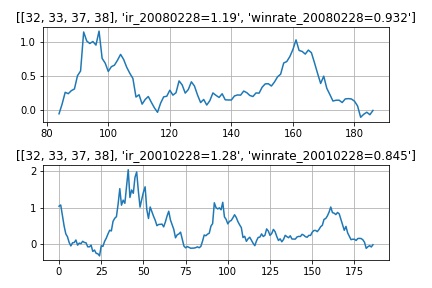 [[32, 33, 37, 38], 'ir_20080228=1.19', 'winrate_20080228=0.932']
1.0
0.5
0.0
80 100 120 140 160 180
[[32, 33, 37, 38], 'ir_20010228=1.28', 'winrate_20010228=0.845']
2
1
0
0 25 50 75 100 125 150 175